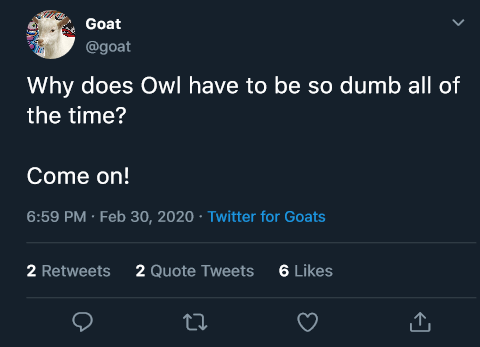 Goat
@goat
Why does Owl have to be so dumb all of
the time?
Come on!
6:59 PM · Feb 30, 2020 · Twitter for Goats
2 Retweets 2 Quote Tweets 6 Likes